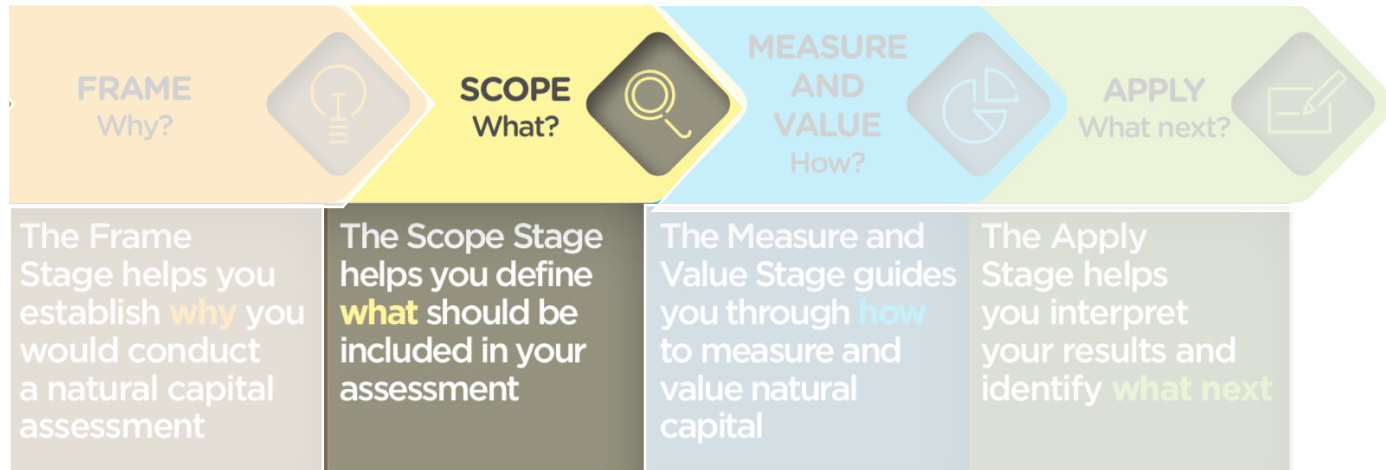 FRAME
Why?
SCOPE
What?
MEASURE
AND
VALUE
How?
APPLY
What next?
The Frame
Stage helps you
establish why you
would conduct
a natural capital
assessment
The Scope Stage
helps you define
what should be
included in your
assessment
The Measure and
Value Stage guides
you through how
to measure and
value natural
capital
The Apply
Stage helps
you interpret
your results and
identify what next